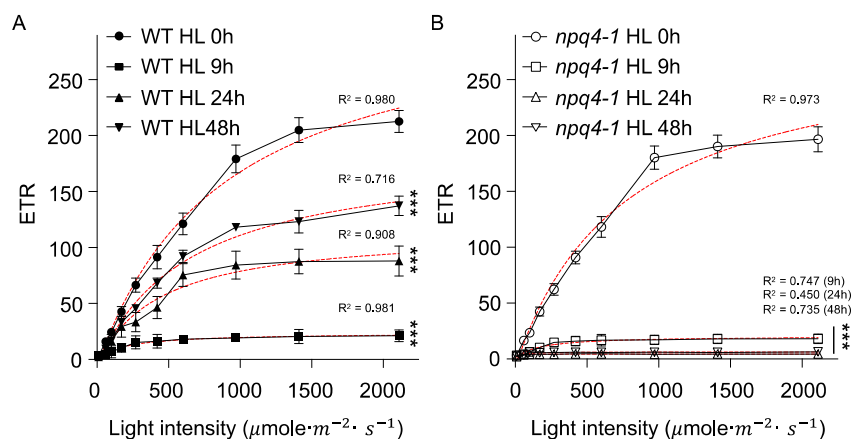 A
WT HL 0h
WT HL 9h
WT HL 24h
WT HL48h
R² = 0.980
R² = 0.716
R² = 0.908
R² = 0.981
***
***
***
ETR
250
200
150
100
50
0
0
500
1000
1500
2000
Light intensity (μmole·m⁻²· s⁻¹)
B
npq4-1 HL 0h
npq4-1 HL 9h
npq4-1 HL 24h
npq4-1 HL 48h
R² = 0.973
R² = 0.747 (9h)
R² = 0.450 (24h)
R² = 0.735 (48h)
***
ETR
250
200
150
100
50
0
0
500
1000
1500
2000
Light intensity (μmole·m⁻²· s⁻¹)